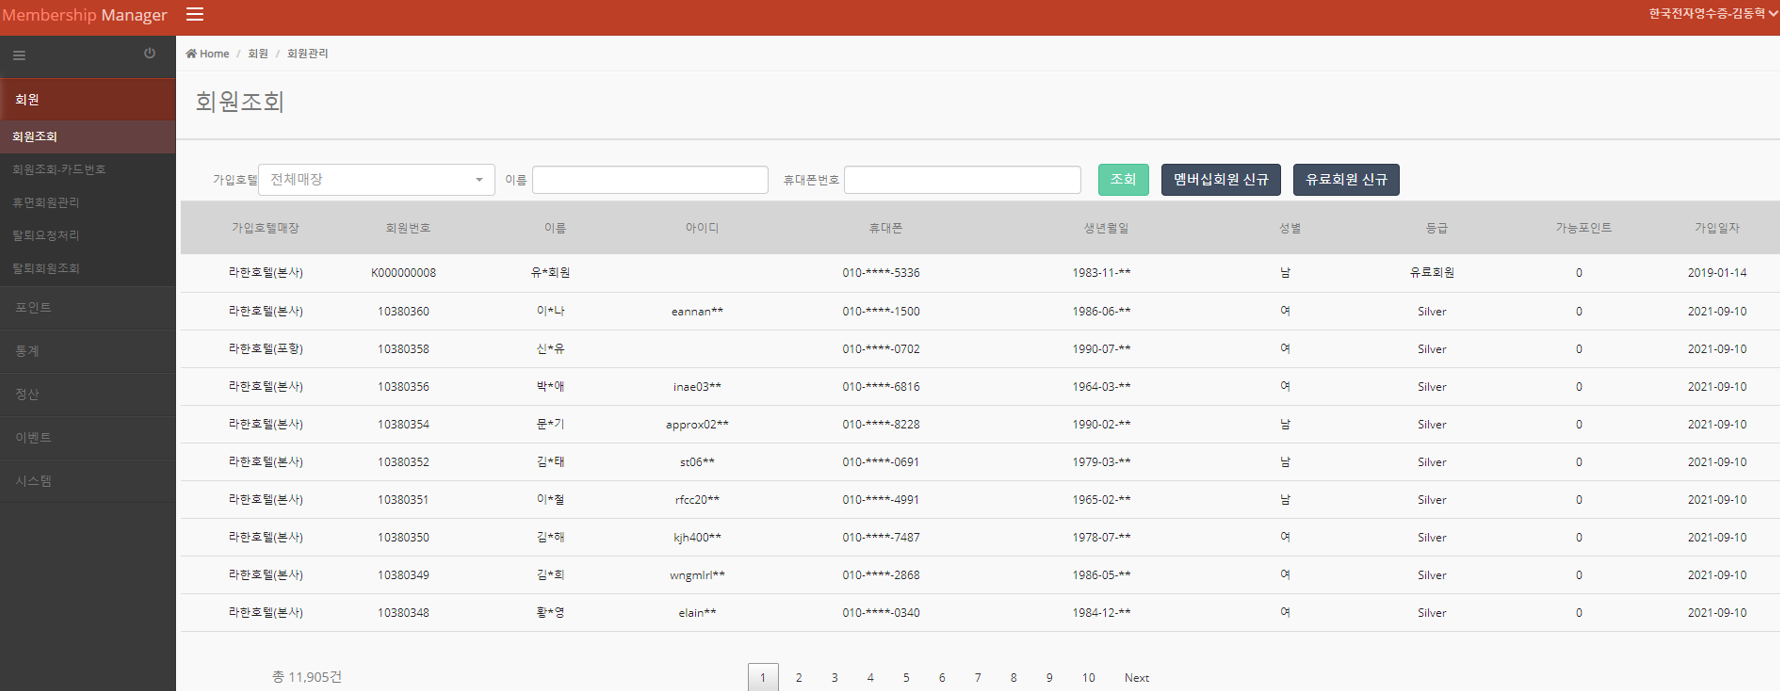 Membership Manager
한국전자영수증-김동혁
Home / 회원 / 회원관리
회원
회원조회
회원조회-카드번호
휴면회원관리
탈퇴요청처리
탈퇴회원조회
포인트
통계
정산
이벤트
시스템
회원조회
가입호텔 전체매장 이름 휴대폰번호 조회 멤버십회원 신규 유료회원 신규
가입호텔매장 회원번호 이름 아이디 휴대폰 생년월일 성별 등급 가능포인트 가입일자
라한호텔(본사) K000000008 유*회원 010-****-5336 1983-11-** 남 유료회원 0 2019-01-14
라한호텔(본사) 10380360 이*나 eannan** 010-****-1500 1986-06-** 여 Silver 0 2021-09-10
라한호텔(포항) 10380358 신*유 010-****-0702 1990-07-** 여 Silver 0 2021-09-10
라한호텔(본사) 10380356 박*애 inae03** 010-****-6816 1964-03-** 여 Silver 0 2021-09-10
라한호텔(본사) 10380354 문*기 approx02** 010-****-8228 1990-02-** 남 Silver 0 2021-09-10
라한호텔(본사) 10380352 김*태 st06** 010-****-0691 1979-03-** 남 Silver 0 2021-09-10
라한호텔(본사) 10380351 이*철 rfcc20** 010-****-4991 1965-02-** 남 Silver 0 2021-09-10
라한호텔(본사) 10380350 김*해 kjh400** 010-****-7487 1978-07-** 여 Silver 0 2021-09-10
라한호텔(본사) 10380349 김*희 wngmlrl** 010-****-2868 1986-05-** 여 Silver 0 2021-09-10
라한호텔(본사) 10380348 황*영 elain** 010-****-0340 1984-12-** 여 Silver 0 2021-09-10
총 11,905건 1 2 3 4 5 6 7 8 9 10 Next